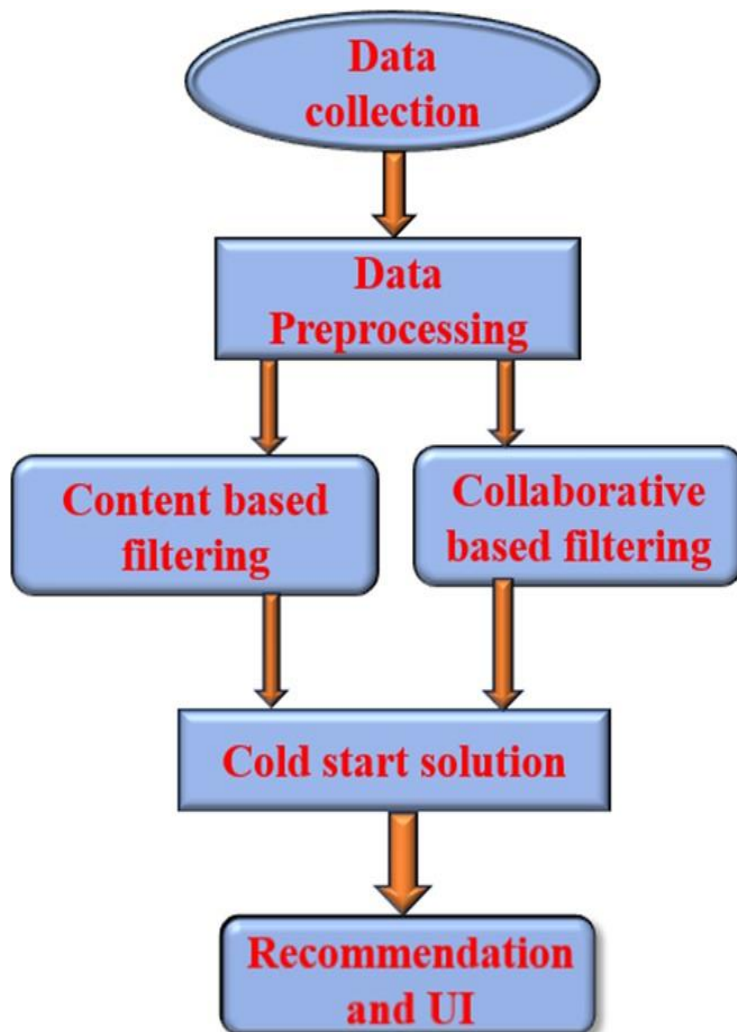 Data
collection
Data
Preprocessing
Content based
filtering
Collaborative
based filtering
Cold start solution
Recommendation
and UI